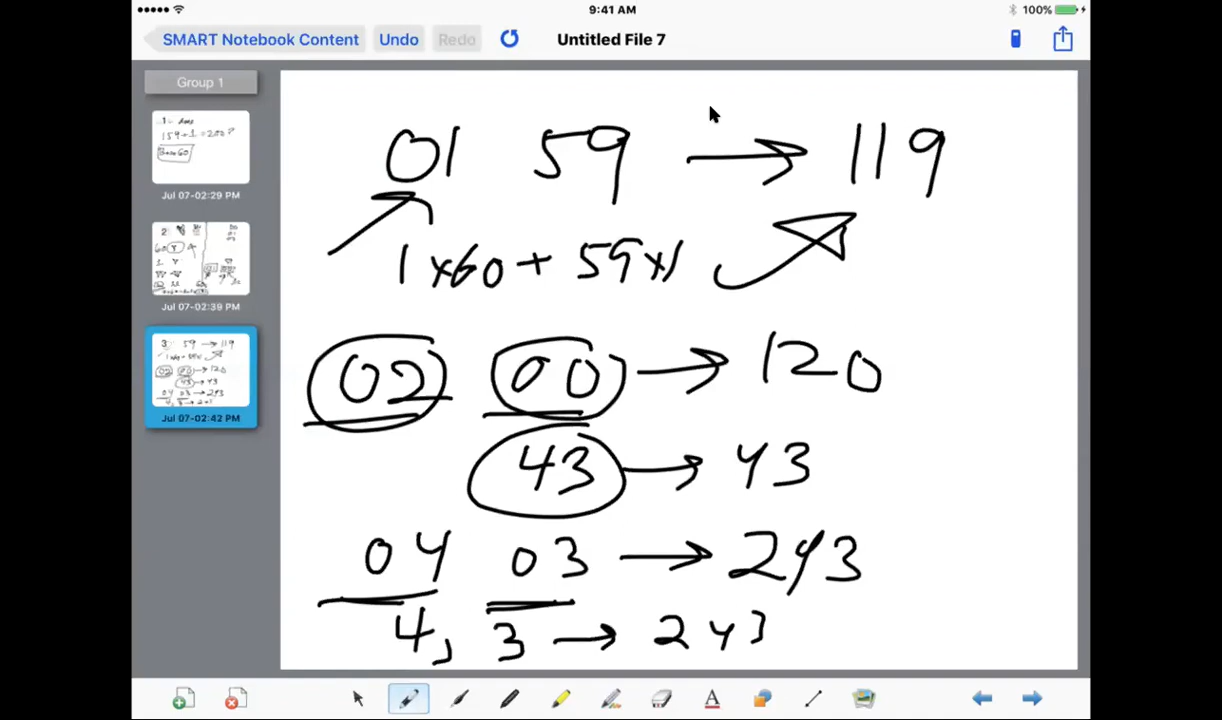 9:41 AM
100%
SMART Notebook Content
Undo
Redo
Untitled File 7
Group 1
Jul 07-02:29 PM
Jul 07-02:39 PM
Jul 07-02:42 PM
01 59 → 119
1x60 + 59x1
02 00 → 120
43 → 43
04 03 → 243
4, 3 → 243
A